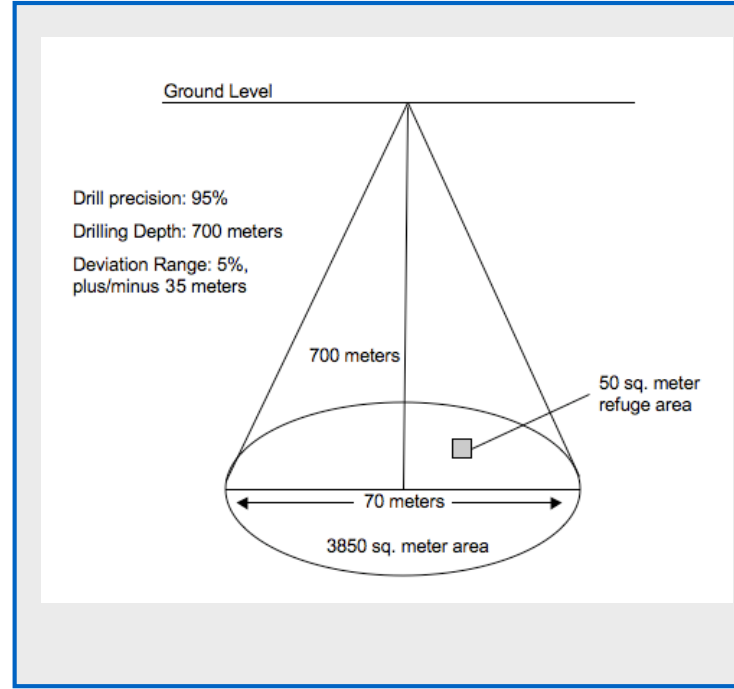 Ground Level
Drill precision: 95%
Drilling Depth: 700 meters
Deviation Range: 5%,
plus/minus 35 meters
700 meters
50 sq. meter
refuge area
70 meters
3850 sq. meter area